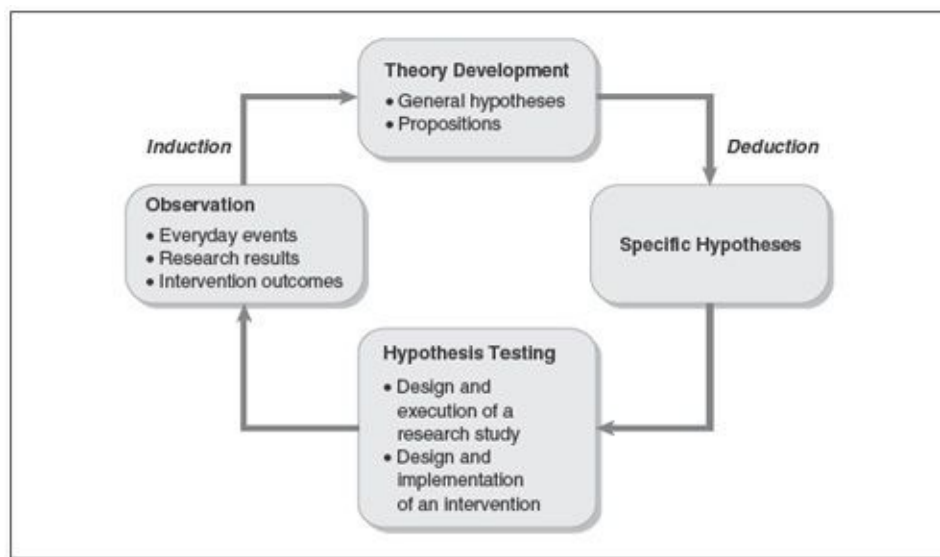 Theory Development
• General hypotheses
• Propositions
Induction
Deduction
Observation
• Everyday events
• Research results
• Intervention outcomes
Specific Hypotheses
Hypothesis Testing
• Design and
execution of a
research study
• Design and
implementation
of an intervention